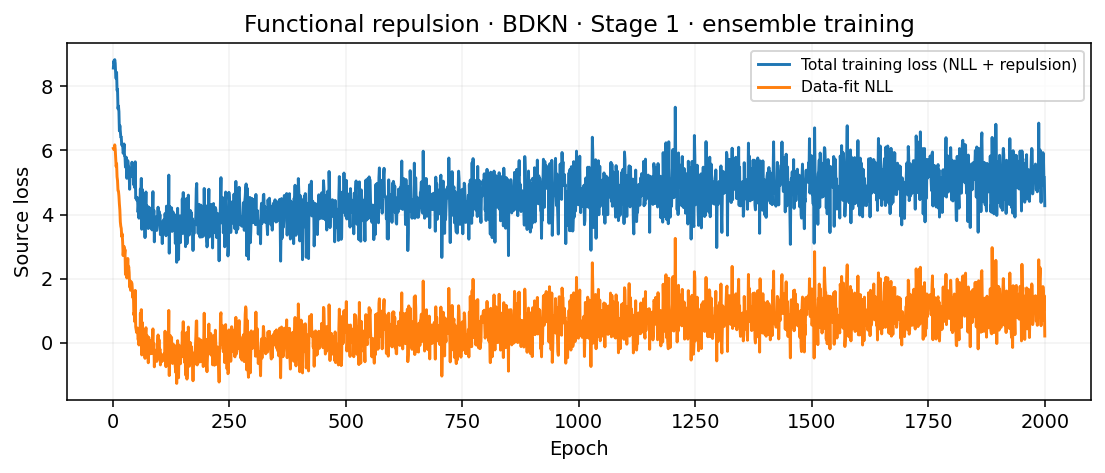 Functional repulsion · BDKN · Stage 1 · ensemble training
Total training loss (NLL + repulsion)
Data-fit NLL
Source loss
8
6
4
2
0
0 250 500 750 1000 1250 1500 1750 2000
Epoch